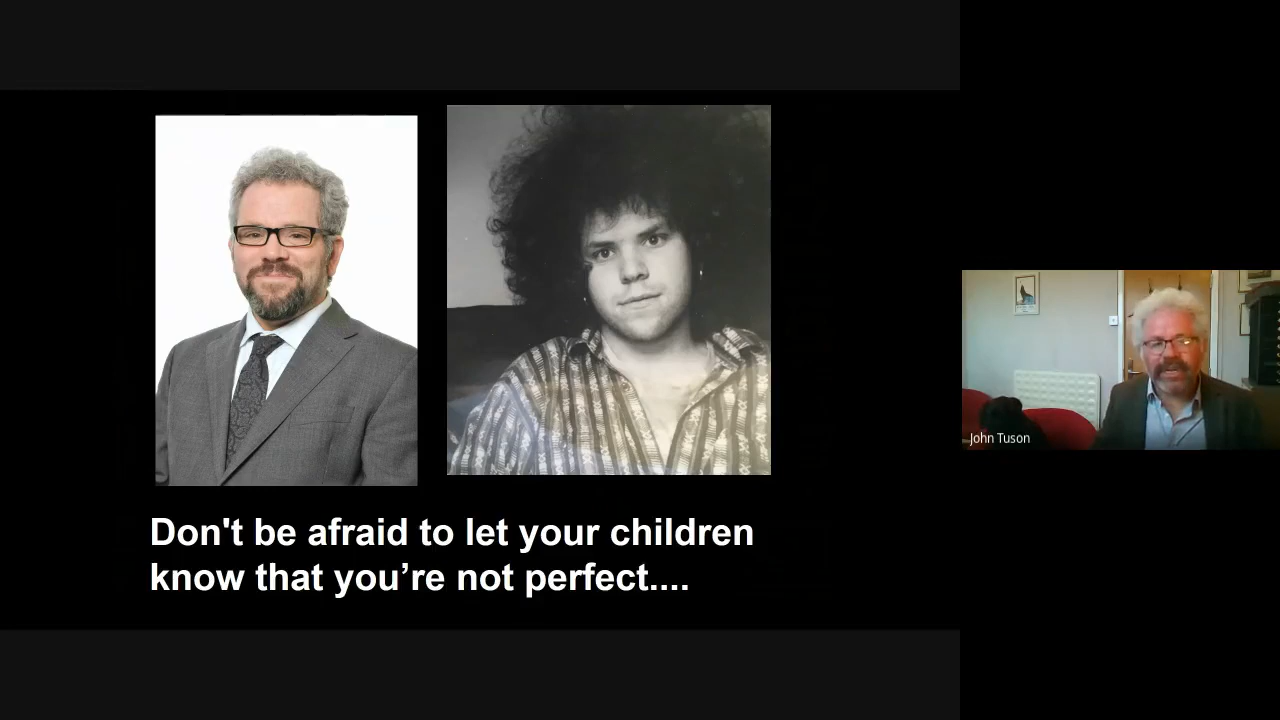 Don't be afraid to let your children
know that you’re not perfect....
John Tuson